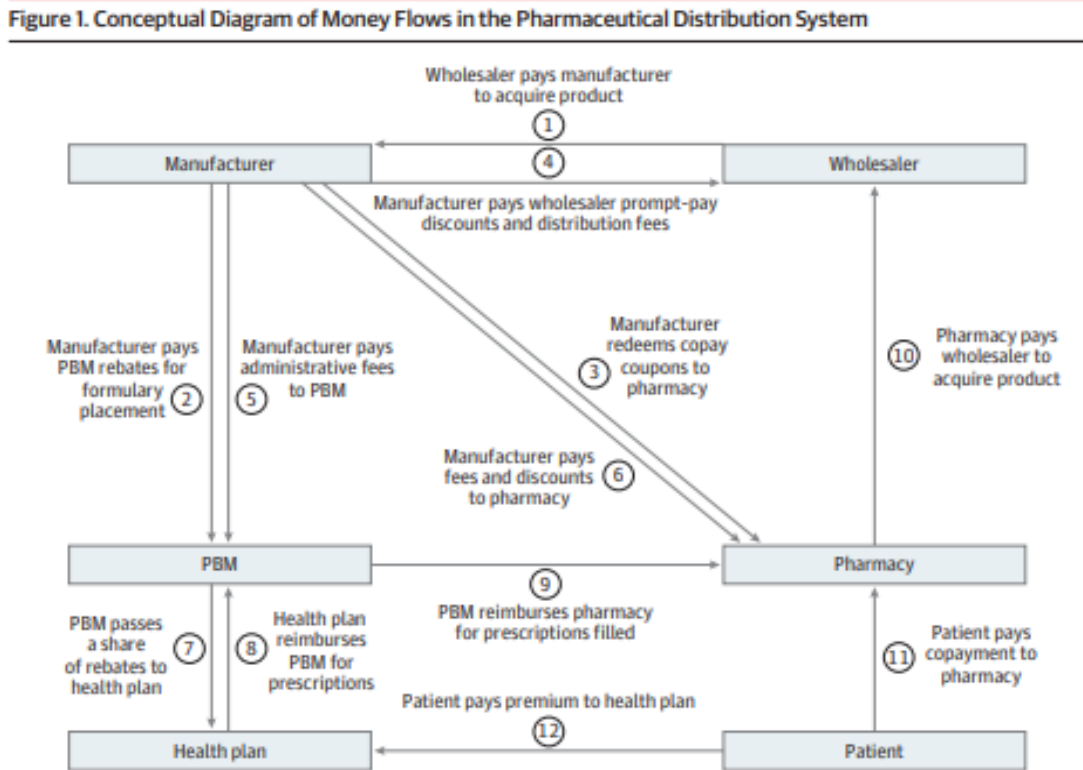 Figure 1. Conceptual Diagram of Money Flows in the Pharmaceutical Distribution System
Wholesaler pays manufacturer
to acquire product
1
Manufacturer
4
Wholesaler
Manufacturer pays wholesaler prompt-pay
discounts and distribution fees
Manufacturer pays
PBM rebates for
formulary
placement
2
5
Manufacturer pays
administrative fees
to PBM
Manufacturer
redeems copay
coupons to
pharmacy
3
10
Pharmacy pays
wholesaler to
acquire product
Manufacturer pays
fees and discounts
to pharmacy
6
PBM
Pharmacy
9
PBM reimburses pharmacy
for prescriptions filled
PBM passes
a share
of rebates to
health plan
7
8
Health plan
reimburses
PBM for
prescriptions
11
Patient pays
copayment to
pharmacy
Patient pays premium to health plan
12
Health plan
Patient